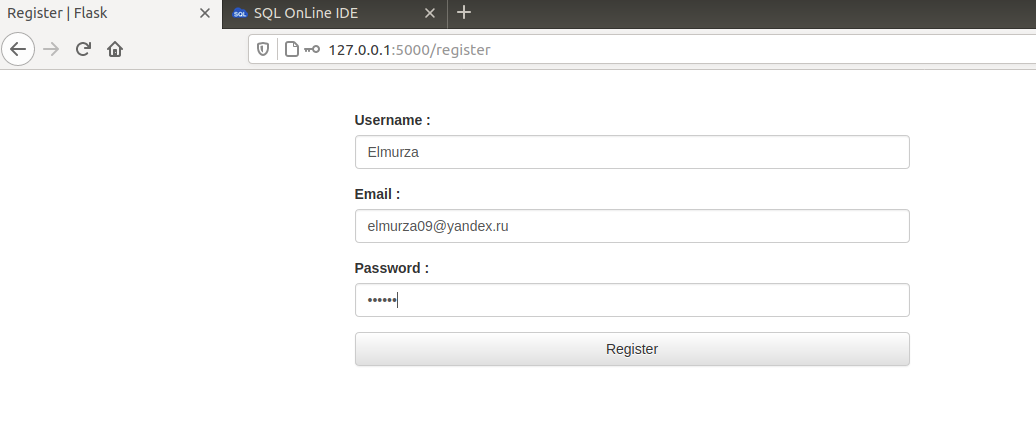 Register | Flask
SQL OnLine IDE
127.0.0.1:5000/register
Username :
Elmurza
Email :
elmurza09@yandex.ru
Password :
••••••
Register